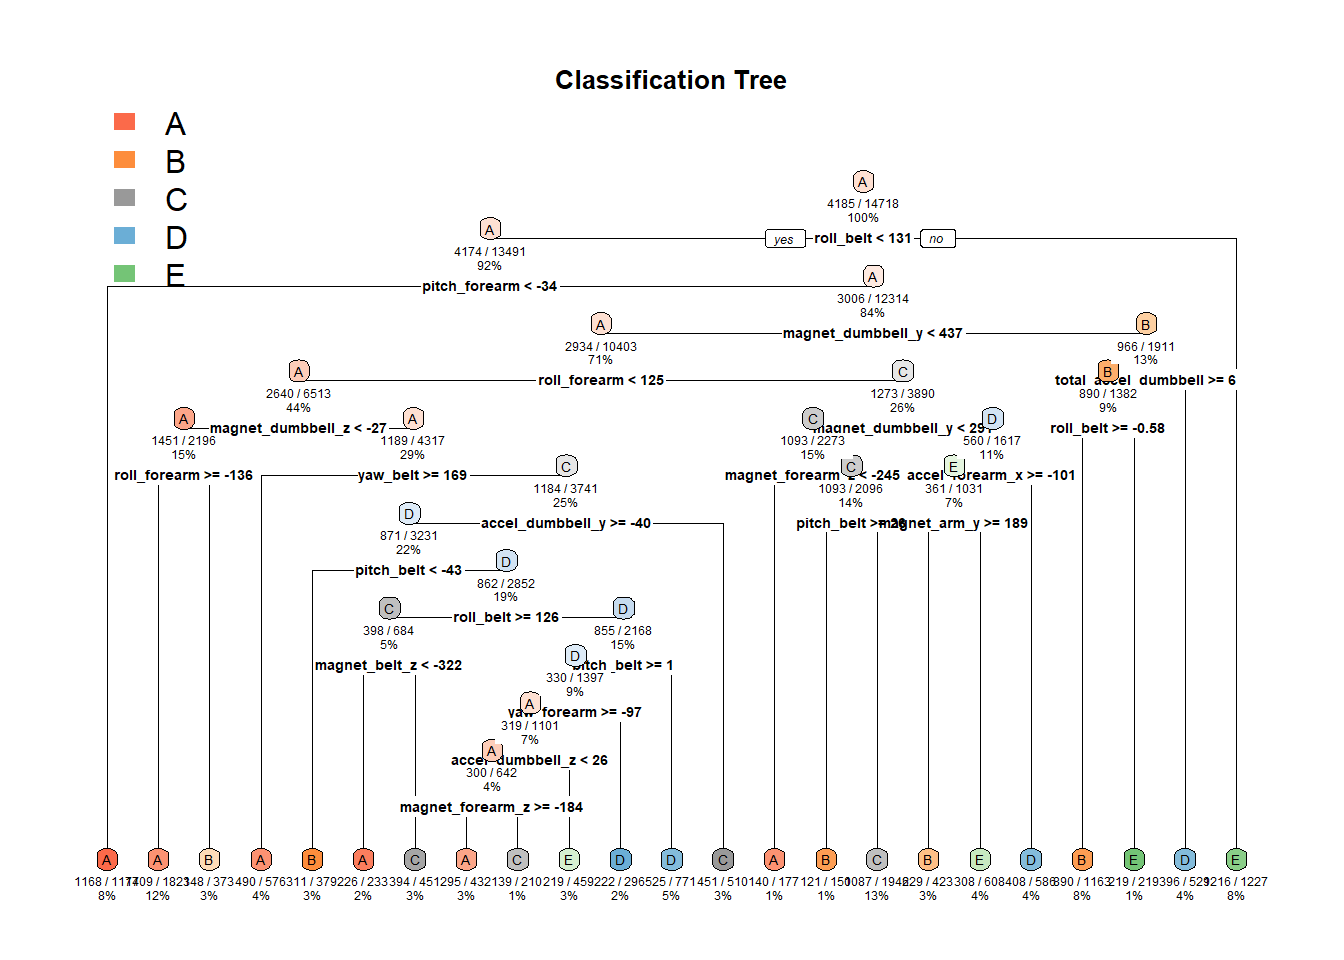 Classification Tree
A
B
C
D
E
A
4185 / 14718
100%
yes roll_belt < 131 no
A
4174 / 13491
92%
pitch_forearm < -34
A
3006 / 12314
84%
magnet_dumbbell_y < 437
A
2934 / 10403
71%
B
966 / 1911
13%
roll_forearm < 125
total_accel_dumbbell >= 6
A
2640 / 6513
44%
C
1273 / 3890
26%
B
890 / 1382
9%
magnet_dumbbell_z < -27
magnet_dumbbell_y < 291
roll_belt >= -0.58
A
1451 / 2196
15%
A
1189 / 4317
29%
C
1093 / 2273
15%
D
560 / 1617
11%
roll_forearm >= -136
yaw_belt >= 169
magnet_forearm_z < -245
accel_forearm_x >= -101
C
1184 / 3741
25%
C
1093 / 2096
14%
E
361 / 1031
7%
accel_dumbbell_y >= -40
pitch_belt >= 26
magnet_arm_y >= 189
D
871 / 3231
22%
pitch_belt < -43
D
862 / 2852
19%
roll_belt >= 126
C
398 / 684
5%
D
855 / 2168
15%
magnet_belt_z < -322
pitch_belt >= 1
D
330 / 1397
9%
yaw_forearm >= -97
A
319 / 1101
7%
accel_dumbbell_z < 26
A
300 / 642
4%
magnet_forearm_z >= -184
A A B A B A C A C E D D C A B C B E D B E D E
1168 / 1174 1409 / 1821 348 / 373 490 / 576 311 / 379 226 / 233 394 / 451 295 / 432 139 / 210 219 / 459 222 / 296 525 / 771 451 / 510 140 / 177 121 / 150 1087 / 1946 229 / 423 308 / 608 408 / 586 890 / 1163 219 / 219 396 / 529 1216 / 1227
8% 12% 3% 4% 3% 2% 3% 3% 1% 3% 2% 5% 3% 1% 1% 13% 3% 4% 4% 8% 1% 4% 8%